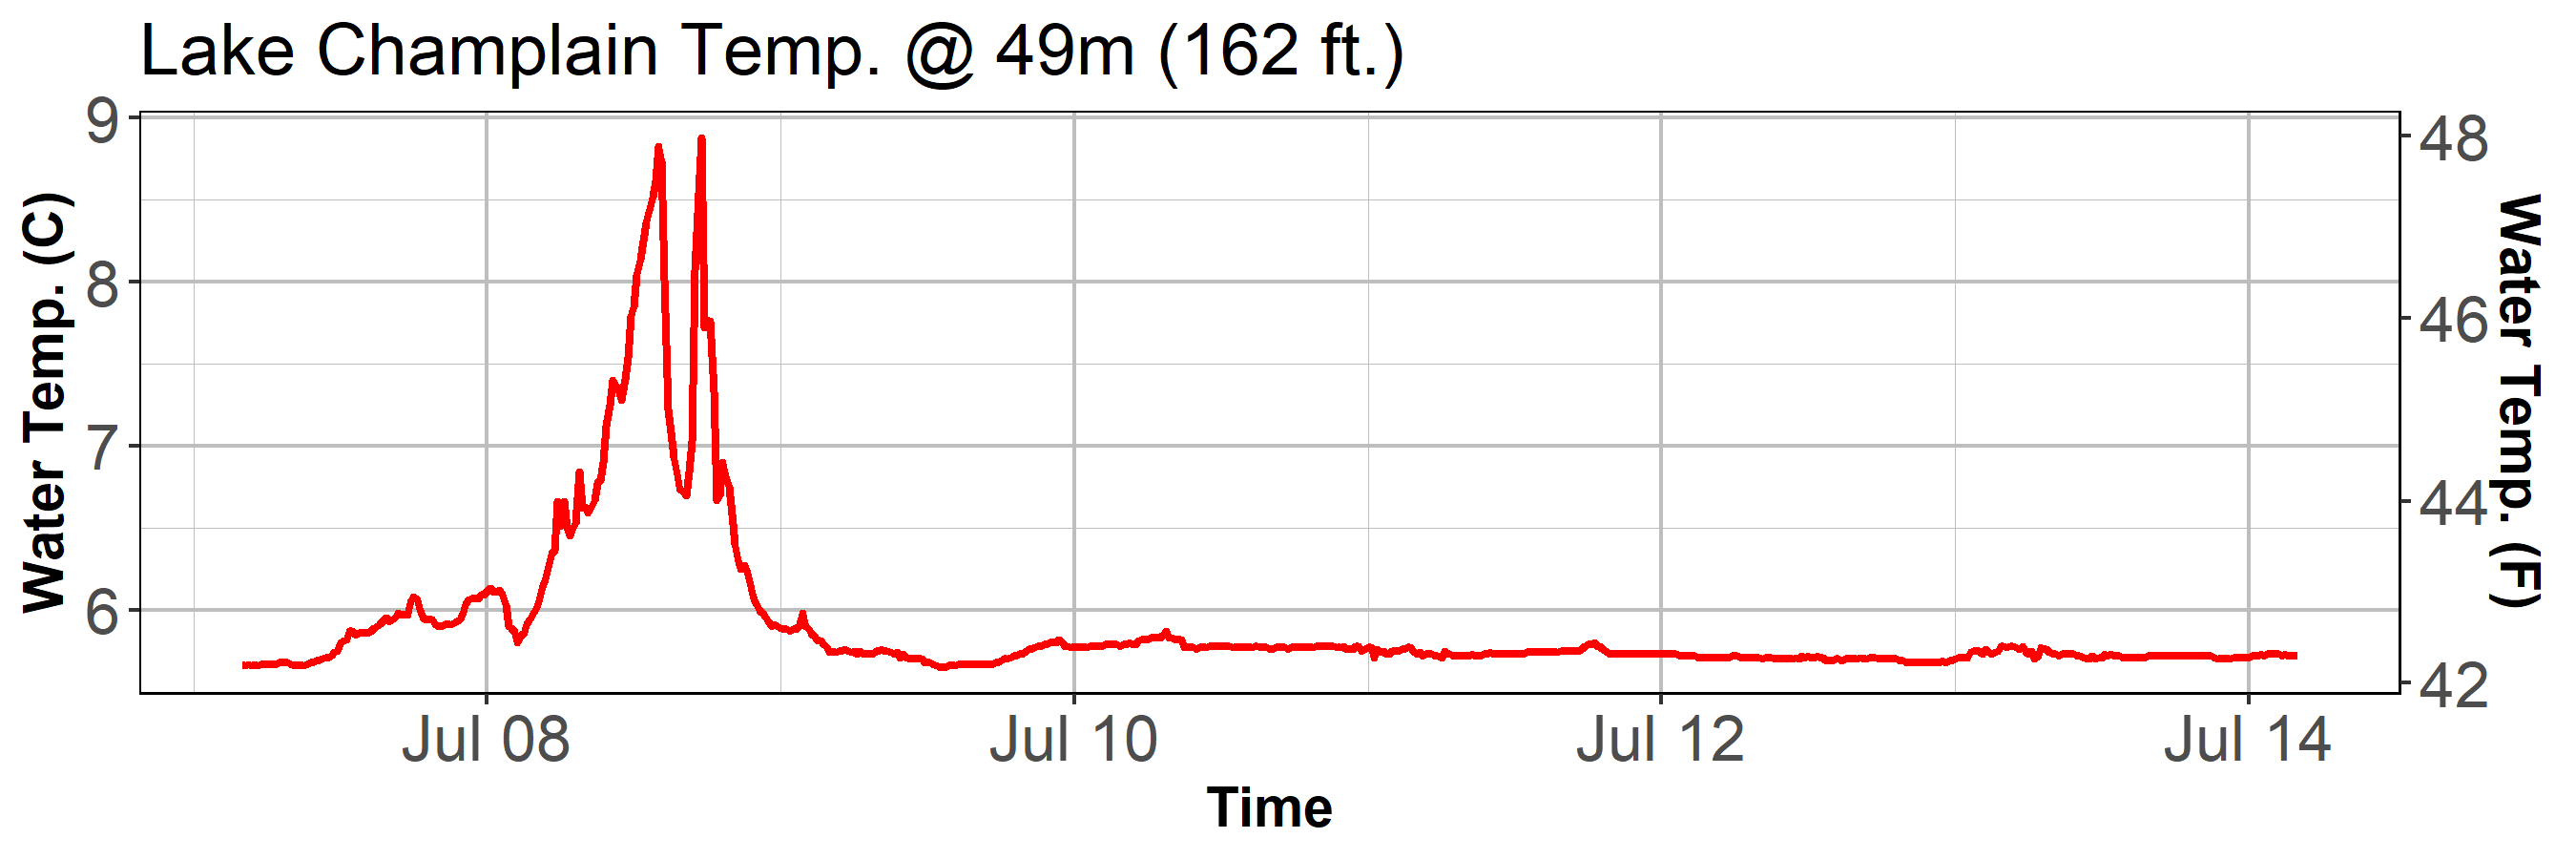 Lake Champlain Temp. @ 49m (162 ft.)
Water Temp. (C)
9
8
7
6
48
46
44
42
Water Temp. (F)
Jul 08
Jul 10
Jul 12
Jul 14
Time